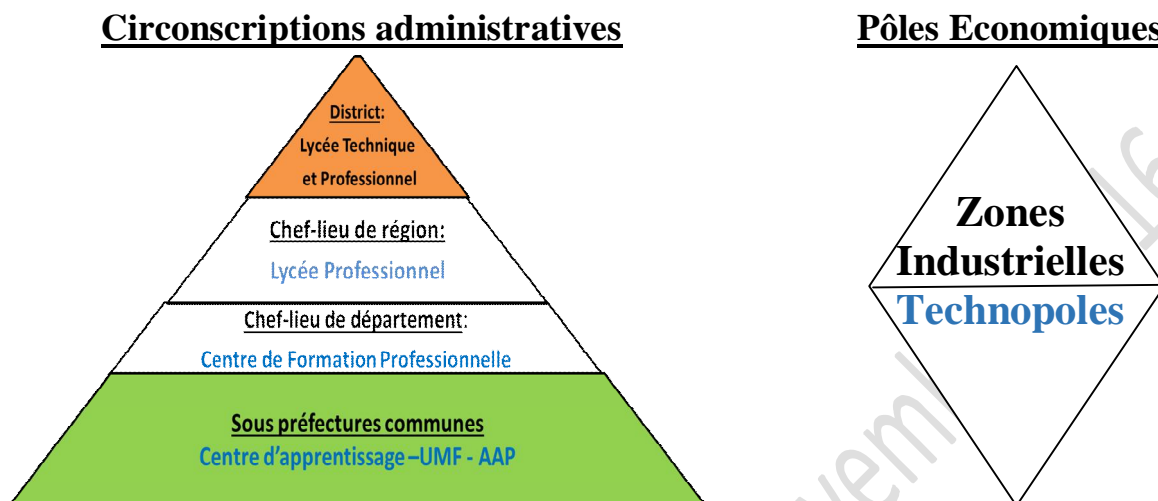 Circonscriptions administratives
District:
Lycée Technique
et Professionnel
Chef-lieu de région:
Lycée Professionnel
Chef-lieu de département:
Centre de Formation Professionnelle
Sous préfectures communes
Centre d'apprentissage –UMF - AAP
Pôles Economiques
Zones
Industrielles
Technopoles
16